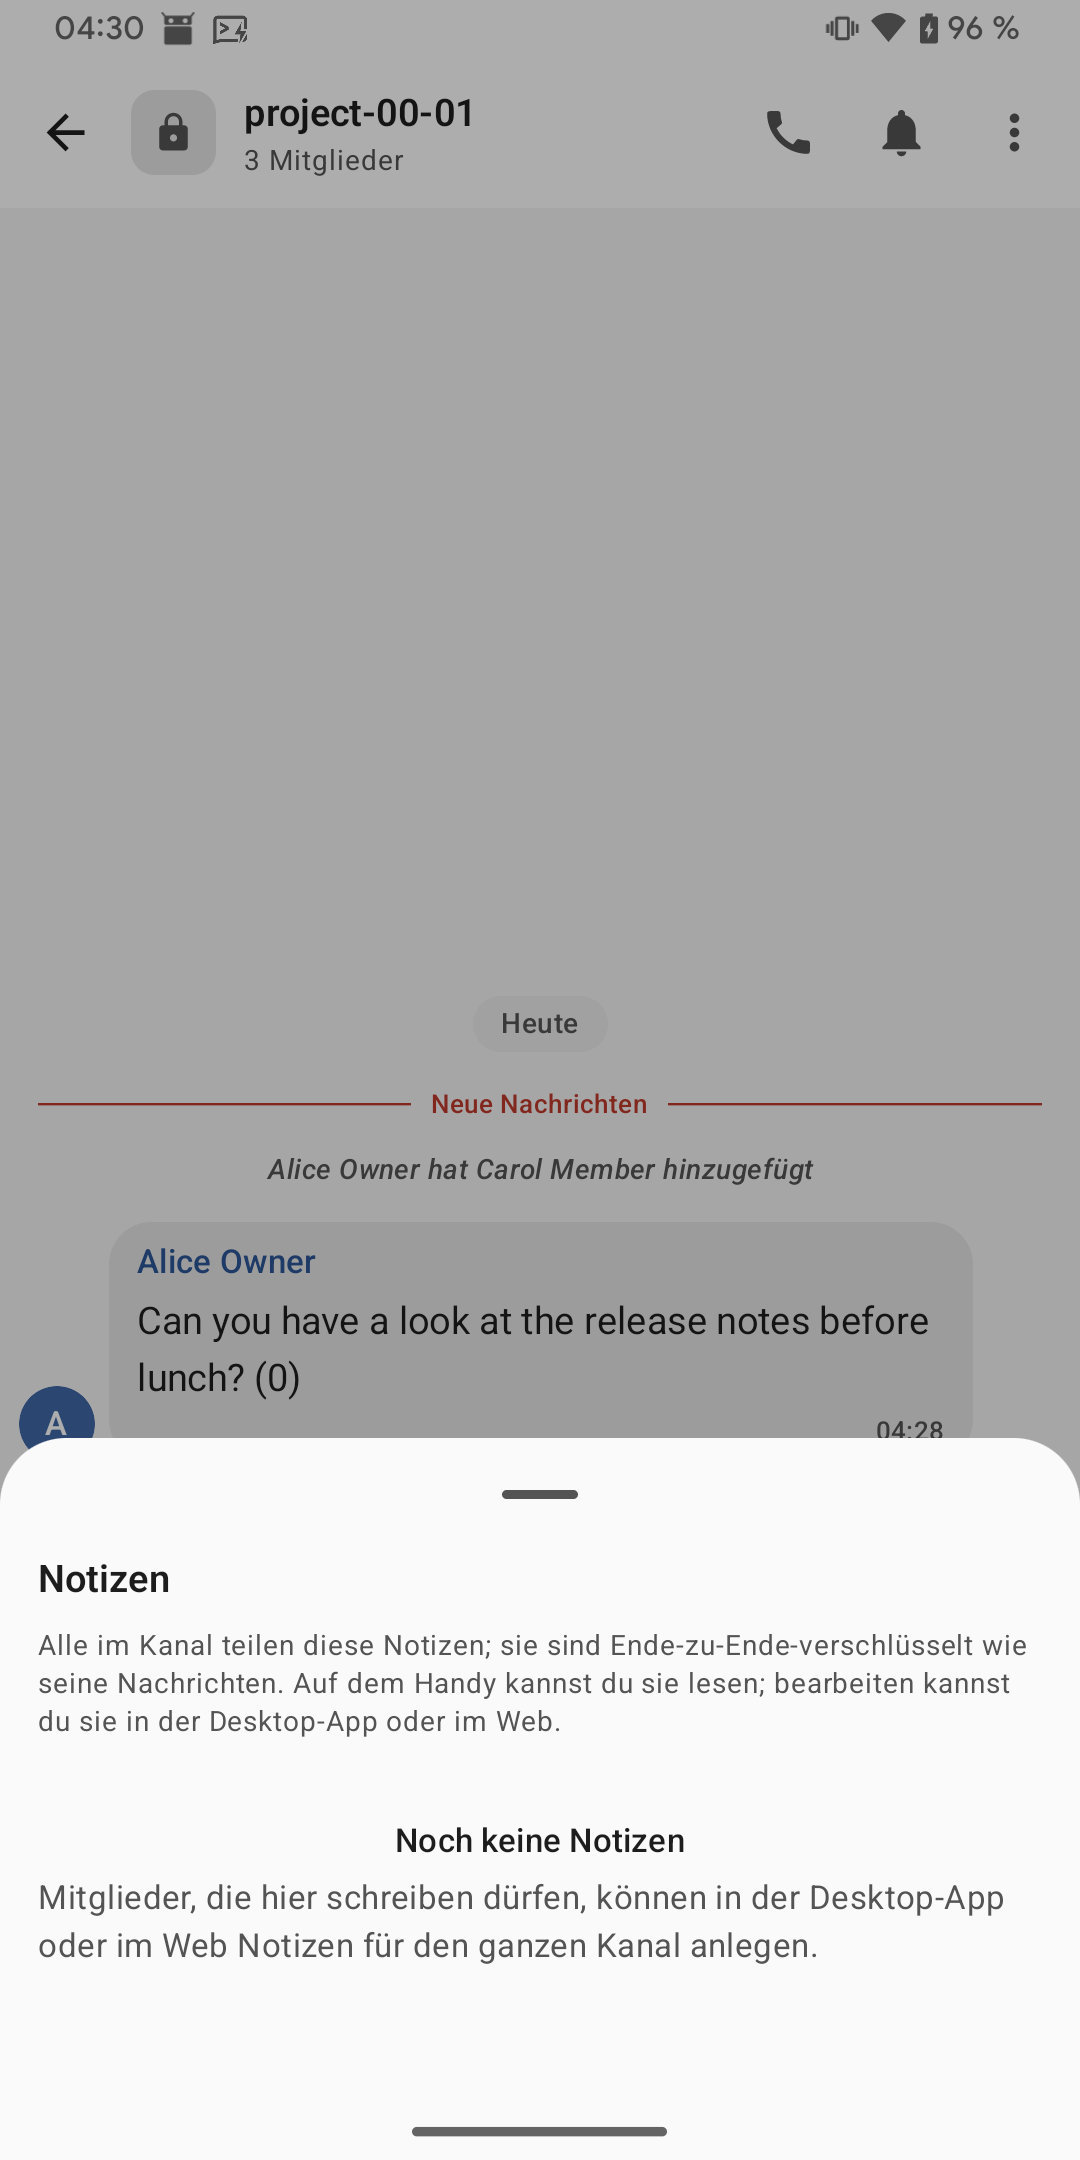 04:30
96 %
project-00-01
3 Mitglieder
Heute
Neue Nachrichten
Alice Owner hat Carol Member hinzugefügt
Alice Owner
Can you have a look at the release notes before
lunch? (0)
A
04:28
Notizen
Alle im Kanal teilen diese Notizen; sie sind Ende-zu-Ende-verschlüsselt wie
seine Nachrichten. Auf dem Handy kannst du sie lesen; bearbeiten kannst
du sie in der Desktop-App oder im Web.
Noch keine Notizen
Mitglieder, die hier schreiben dürfen, können in der Desktop-App
oder im Web Notizen für den ganzen Kanal anlegen.